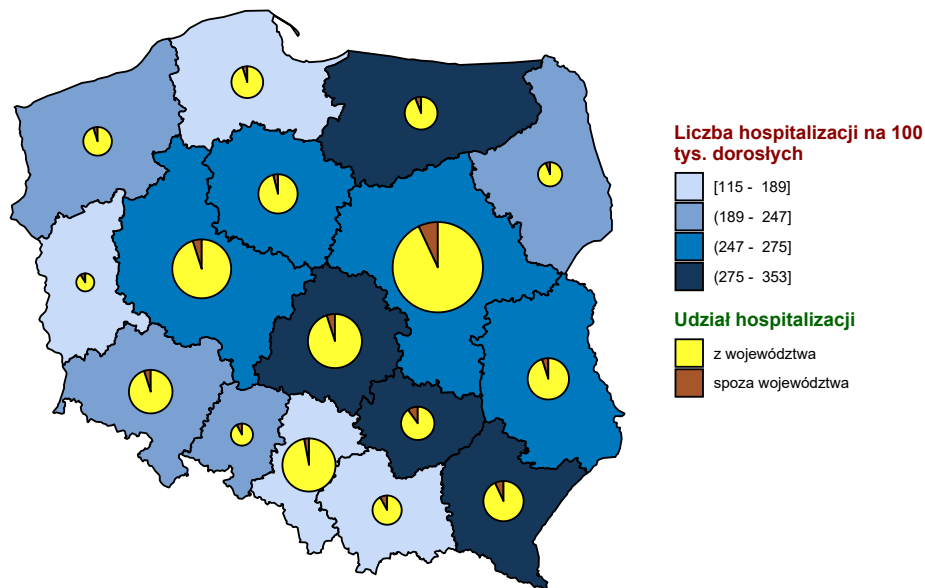 Liczba hospitalizacji na 100
tys. dorosłych
[115 - 189]
(189 - 247]
(247 - 275]
(275 - 353]
Udział hospitalizacji
z województwa
spoza województwa